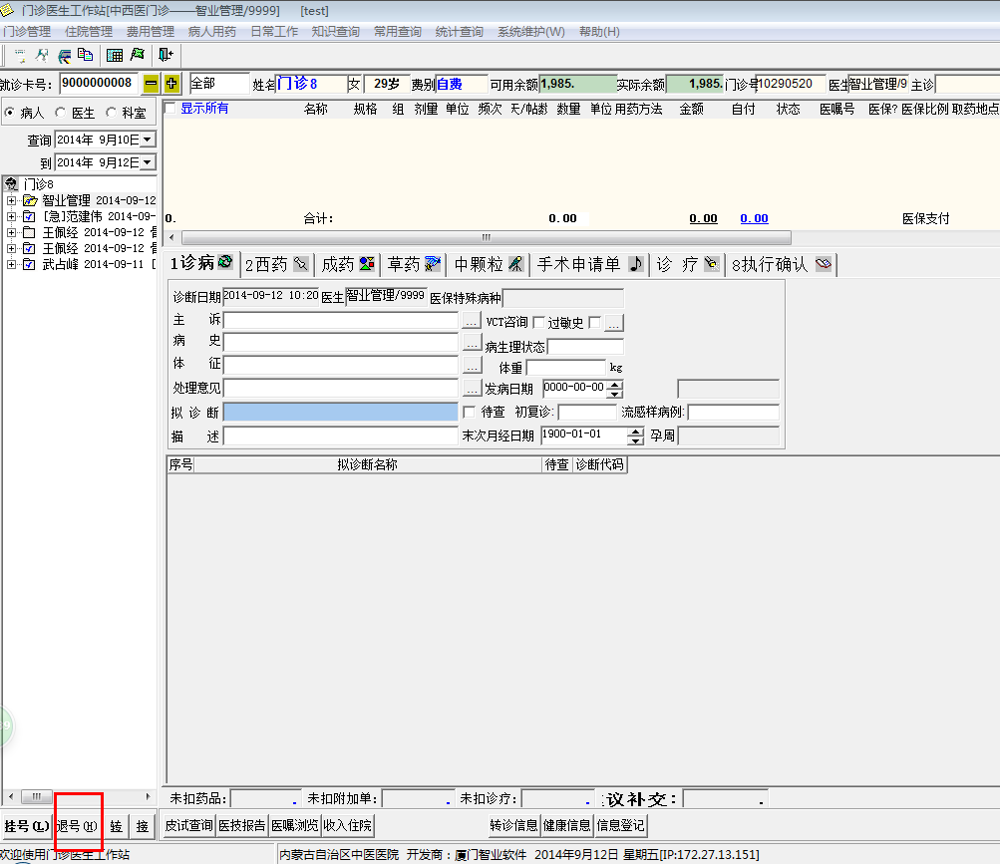 门诊医生工作站[中西医门诊——智业管理/9999] [test]
门诊管理 住院管理 费用管理 病人用药 日常工作 知识查询 常用查询 统计查询 系统维护(W) 帮助(H)
就诊卡号: 9000000008 全部 姓名 门诊8 女 29岁 费别 自费 可用余额 1,985. 实际余额 1,985. 门诊号 10290520 医生 智业管理/9 主诊
病人 医生 科室
查询 2014年 9月10日
到 2014年 9月12日
门诊8
智业管理 2014-09-12
[急]范建伟 2014-09-
王佩经 2014-09-12
王佩经 2014-09-12
武占峰 2014-09-11 [
显示所有 名称 规格 组 剂量 单位 频次 天/帖数 数量 单位 用药方法 金额 自付 状态 医嘱号 医保? 医保比例 取药地点
0. 合计: 0.00 0.00 0.00 医保支付
1诊病 2西药 成药 草药 中颗粒 手术申请单 诊 疗 8执行确认
诊断日期 2014-09-12 10:20 医生 智业管理/9999 医保特殊病种
主 诉 ... VCT咨询 过敏史 ...
病 史 ... 病生理状态
体 征 ... 体重 kg
处理意见 ... 发病日期 0000-00-00
拟 诊 断 待查 初复诊: 流感样病例:
描 述 末次月经日期 1900-01-01 孕周
序号 拟诊断名称 待查 诊断代码
未扣药品: . 未扣附加单: . 未扣诊疗: . 议补交: .
挂号(L) 退号(H) 转 接 皮试查询 医技报告 医嘱浏览 收入住院 转诊信息 健康信息 信息登记
欢迎使用门诊医生工作站 内蒙古自治区中医医院 开发商:厦门智业软件 2014年9月12日 星期五[IP:172.27.13.151]